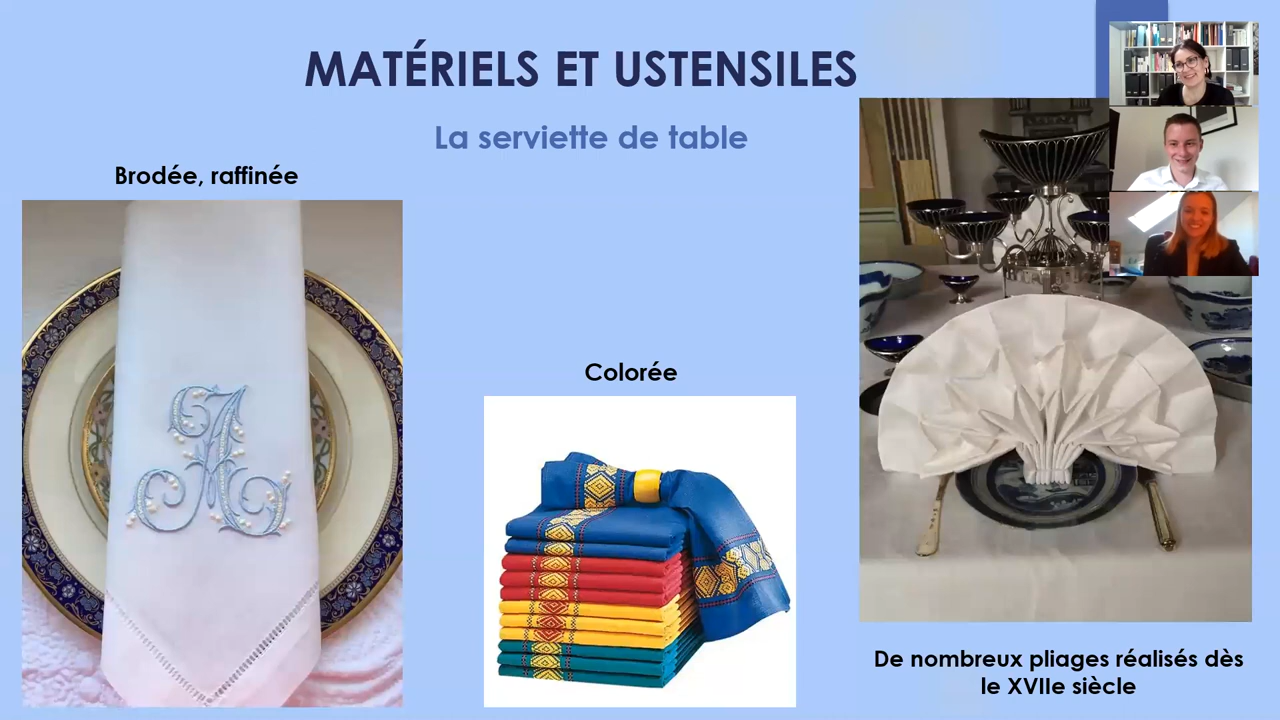 MATÉRIELS ET USTENSILES
La serviette de table
Brodée, raffinée
Colorée
De nombreux pliages réalisés dès
le XVIIe siècle
A